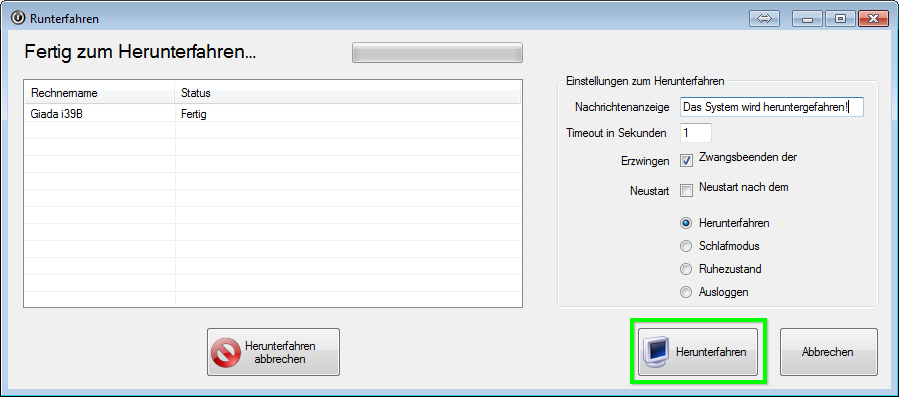 Runterfahren
Fertig zum Herunterfahren...
Rechnername Status
Giada i39B Fertig
Einstellungen zum Herunterfahren
Nachrichtenanzeige Das System wird heruntergefahren!
Timeout in Sekunden 1
Erzwingen Zwangsbeenden der
Neustart Neustart nach dem
Herunterfahren
Schlafmodus
Ruhezustand
Ausloggen
Herunterfahren
abbrechen
Herunterfahren
Abbrechen